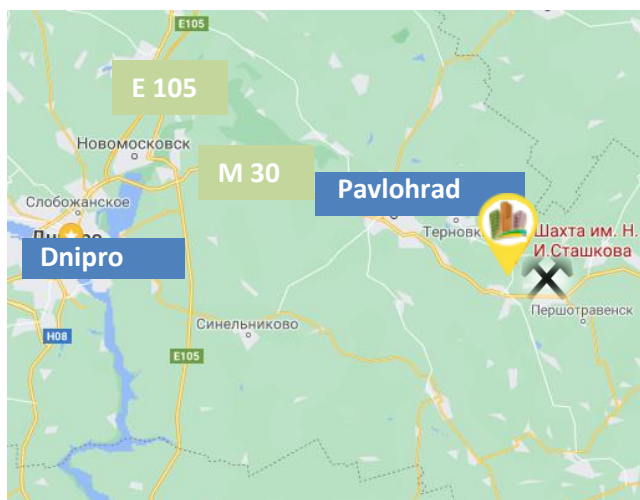 E105
E 105
Новомосковск
M 30
Pavlohrad
Слобожанское
Терновк
Шахта им. Н.
И.Сташкова
Dnipro
Першотравенск
Синельниково
H08
E105